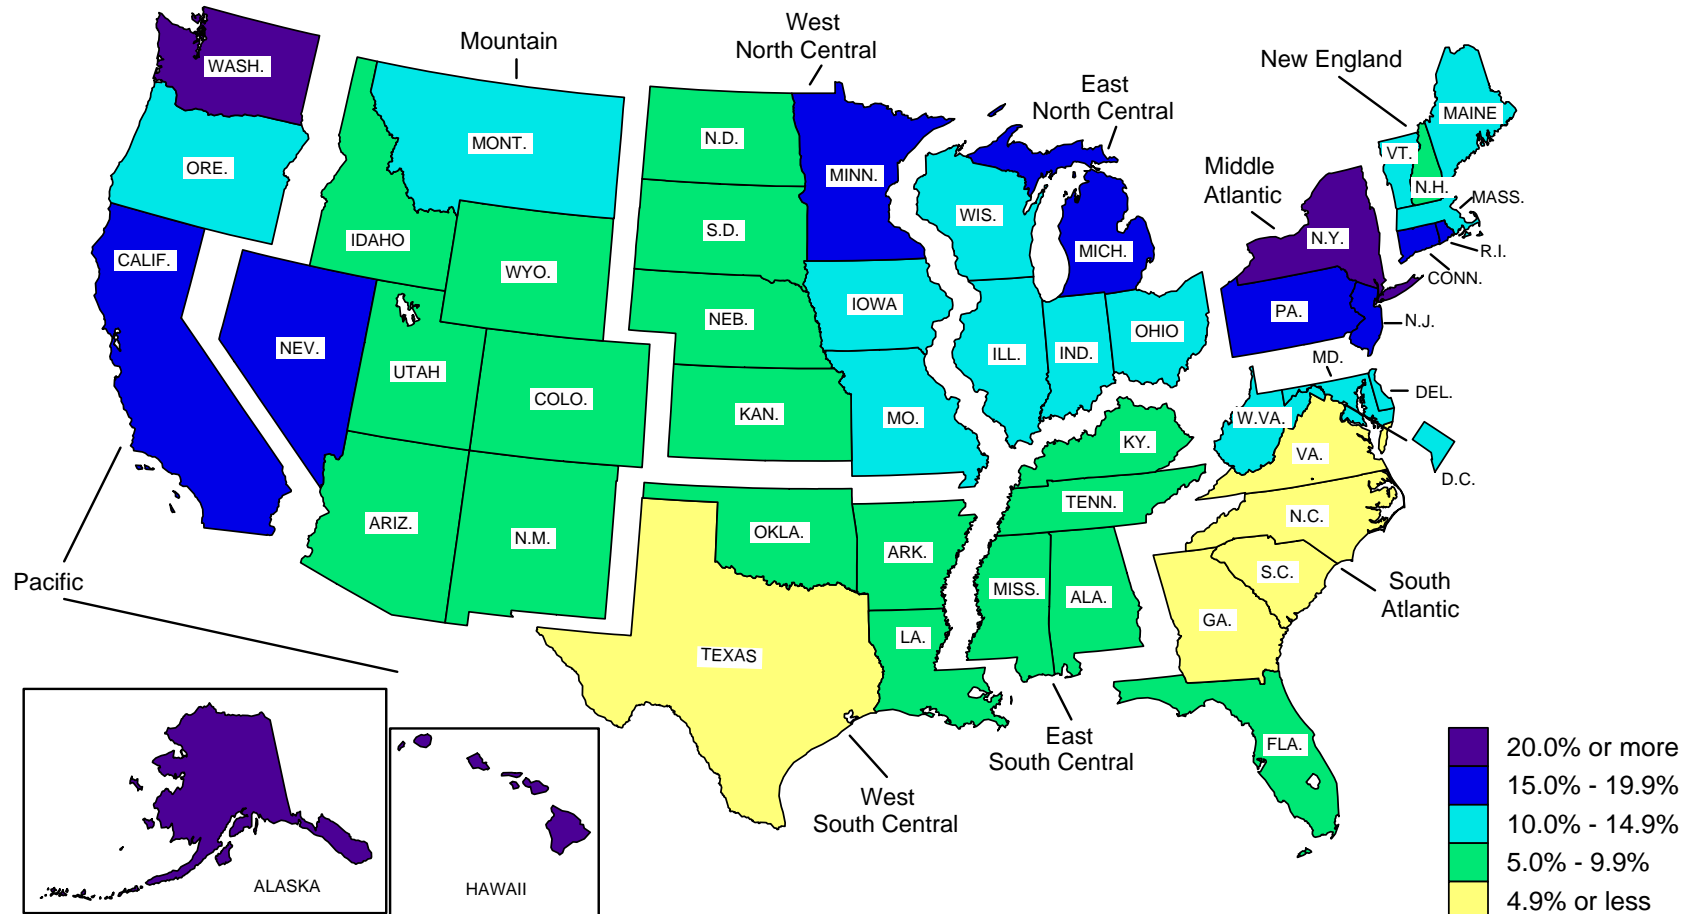 West
North Central
Mountain
New England
East
North Central
WASH.
MAINE
N.D.
MONT.
VT.
ORE.
MINN.
Middle
Atlantic
N.H.
MASS.
WIS.
S.D.
IDAHO
N.Y.
MICH.
R.I.
CALIF.
WYO.
CONN.
IOWA
PA.
NEB.
N.J.
OHIO
NEV.
ILL.
IND.
MD.
UTAH
COLO.
DEL.
KAN.
MO.
W.VA.
KY.
VA.
D.C.
TENN.
N.C.
ARIZ.
OKLA.
N.M.
ARK.
S.C.
Pacific
South
Atlantic
MISS.
ALA.
GA.
LA.
TEXAS
East
South Central
FLA.
West
South Central
ALASKA
HAWAII
20.0% or more
15.0% - 19.9%
10.0% - 14.9%
5.0% - 9.9%
4.9% or less